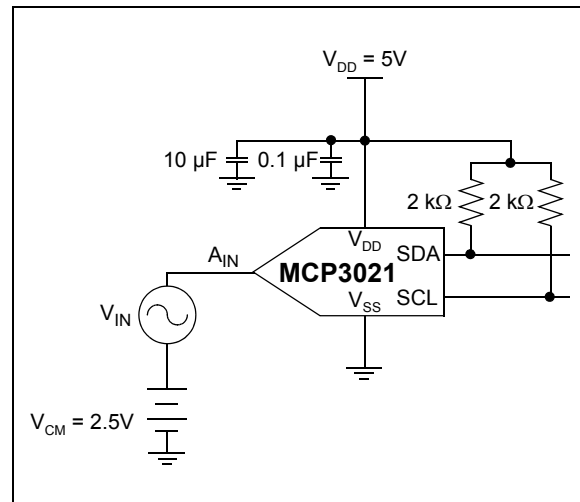 V_DD = 5V
10 µF
0.1 µF
2 kΩ
2 kΩ
V_DD
SDA
A_IN
MCP3021
V_IN
V_SS
SCL
V_CM = 2.5V